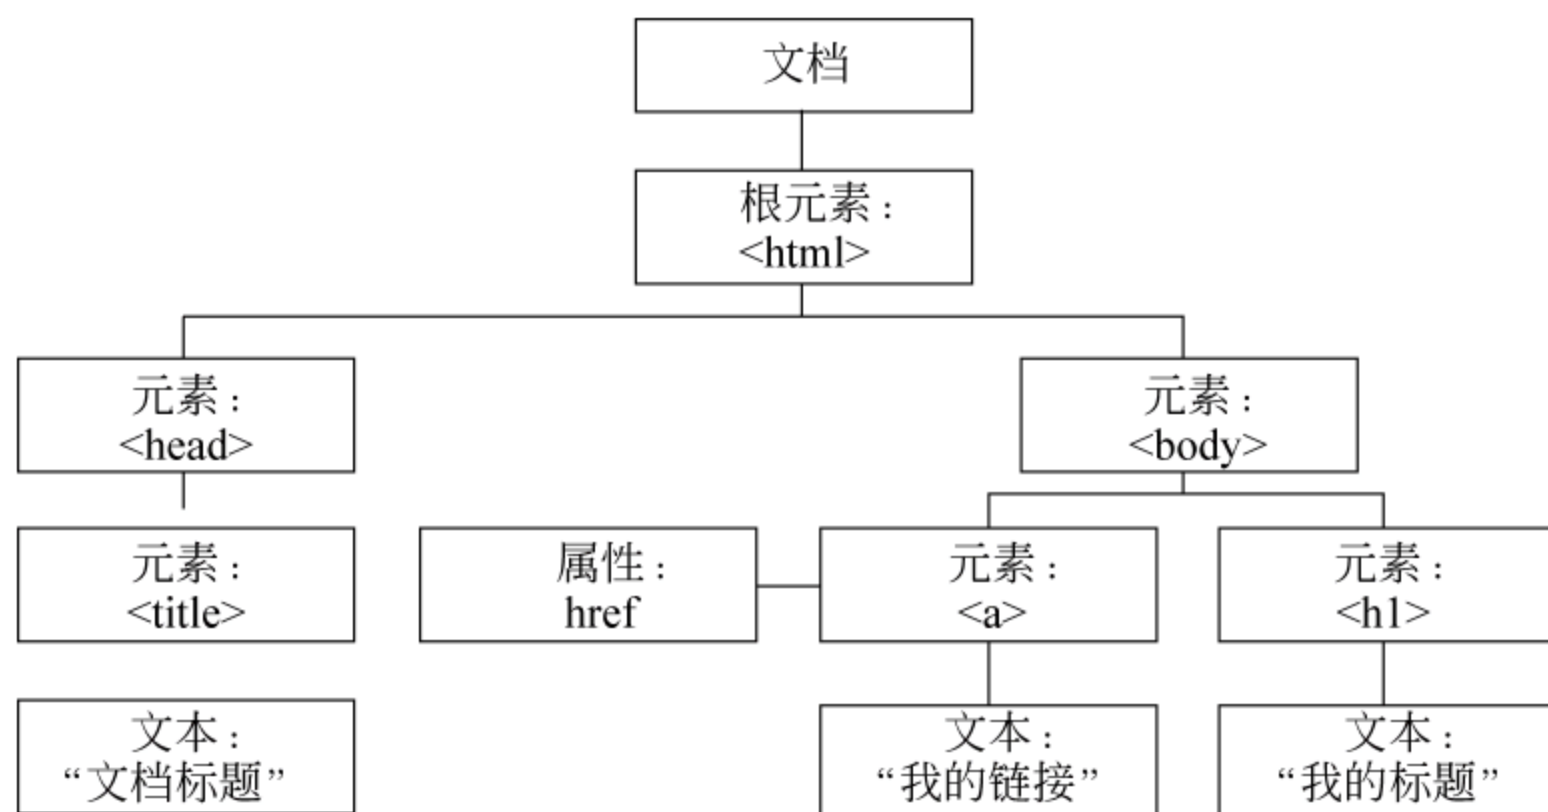 文档
根元素：
<html>
元素：
<head>
元素：
<body>
元素：
<title>
属性：
href
元素：
<a>
元素：
<h1>
文本：
“文档标题”
文本：
“我的链接”
文本：
“我的标题”